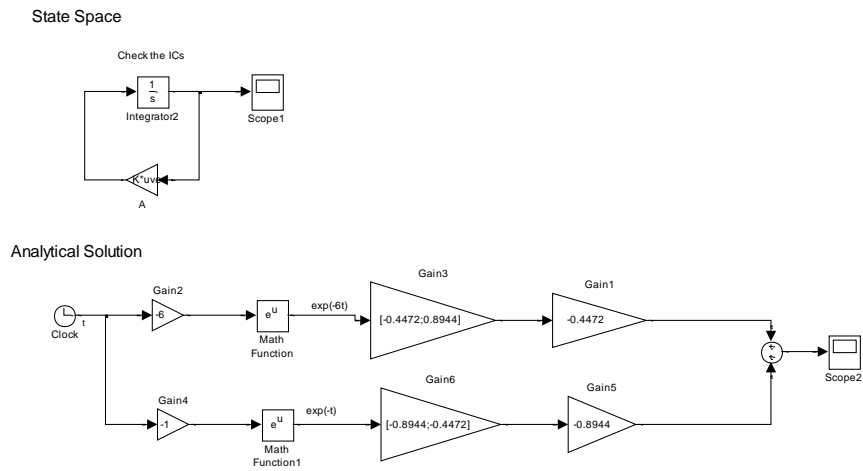 State Space
Check the ICs
1
s
Integrator2
Scope1
K*uve
A
Analytical Solution
Gain3
Gain2
Gain1
exp(-6t)
-6
e^u
[-0.4472;0.8944]
-0.4472
t
Clock
Math
Function
Scope2
Gain6
Gain4
Gain5
exp(-t)
-1
e^u
[-0.8944;-0.4472]
-0.8944
Math
Function1